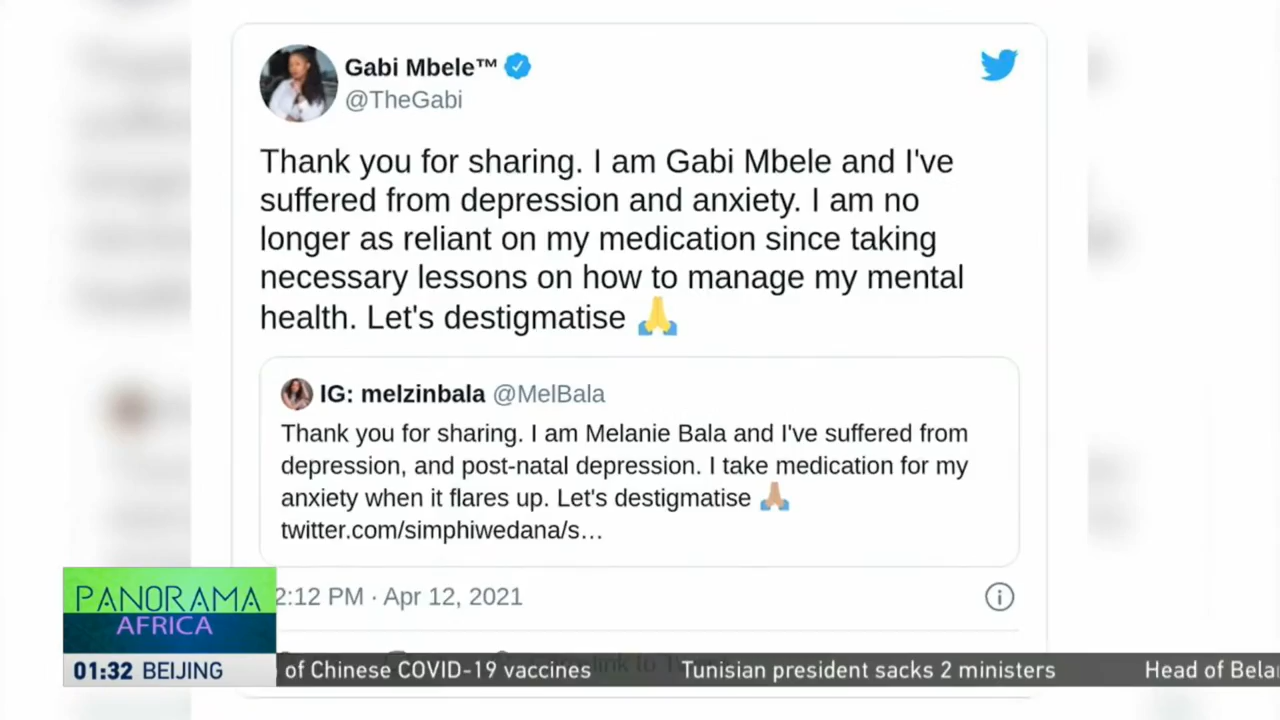 Gabi Mbele™
@TheGabi
Thank you for sharing. I am Gabi Mbele and I've
suffered from depression and anxiety. I am no
longer as reliant on my medication since taking
necessary lessons on how to manage my mental
health. Let's destigmatise 🙏
IG: melzinbala @MelBala
Thank you for sharing. I am Melanie Bala and I've suffered from
depression, and post-natal depression. I take medication for my
anxiety when it flares up. Let's destigmatise 🙏🏽
twitter.com/simphiwedana/s…
2:12 PM · Apr 12, 2021
PANORAMA
AFRICA
01:32 BEIJING
of Chinese COVID-19 vaccines Tunisian president sacks 2 ministers Head of Bela